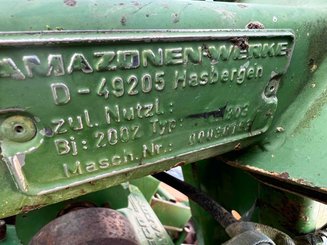 AMAZONEN-WERKE
D-49205 Hasbergen
zul. Nutzl.:
Bj: 2002 Typ:
Masch. Nr.: